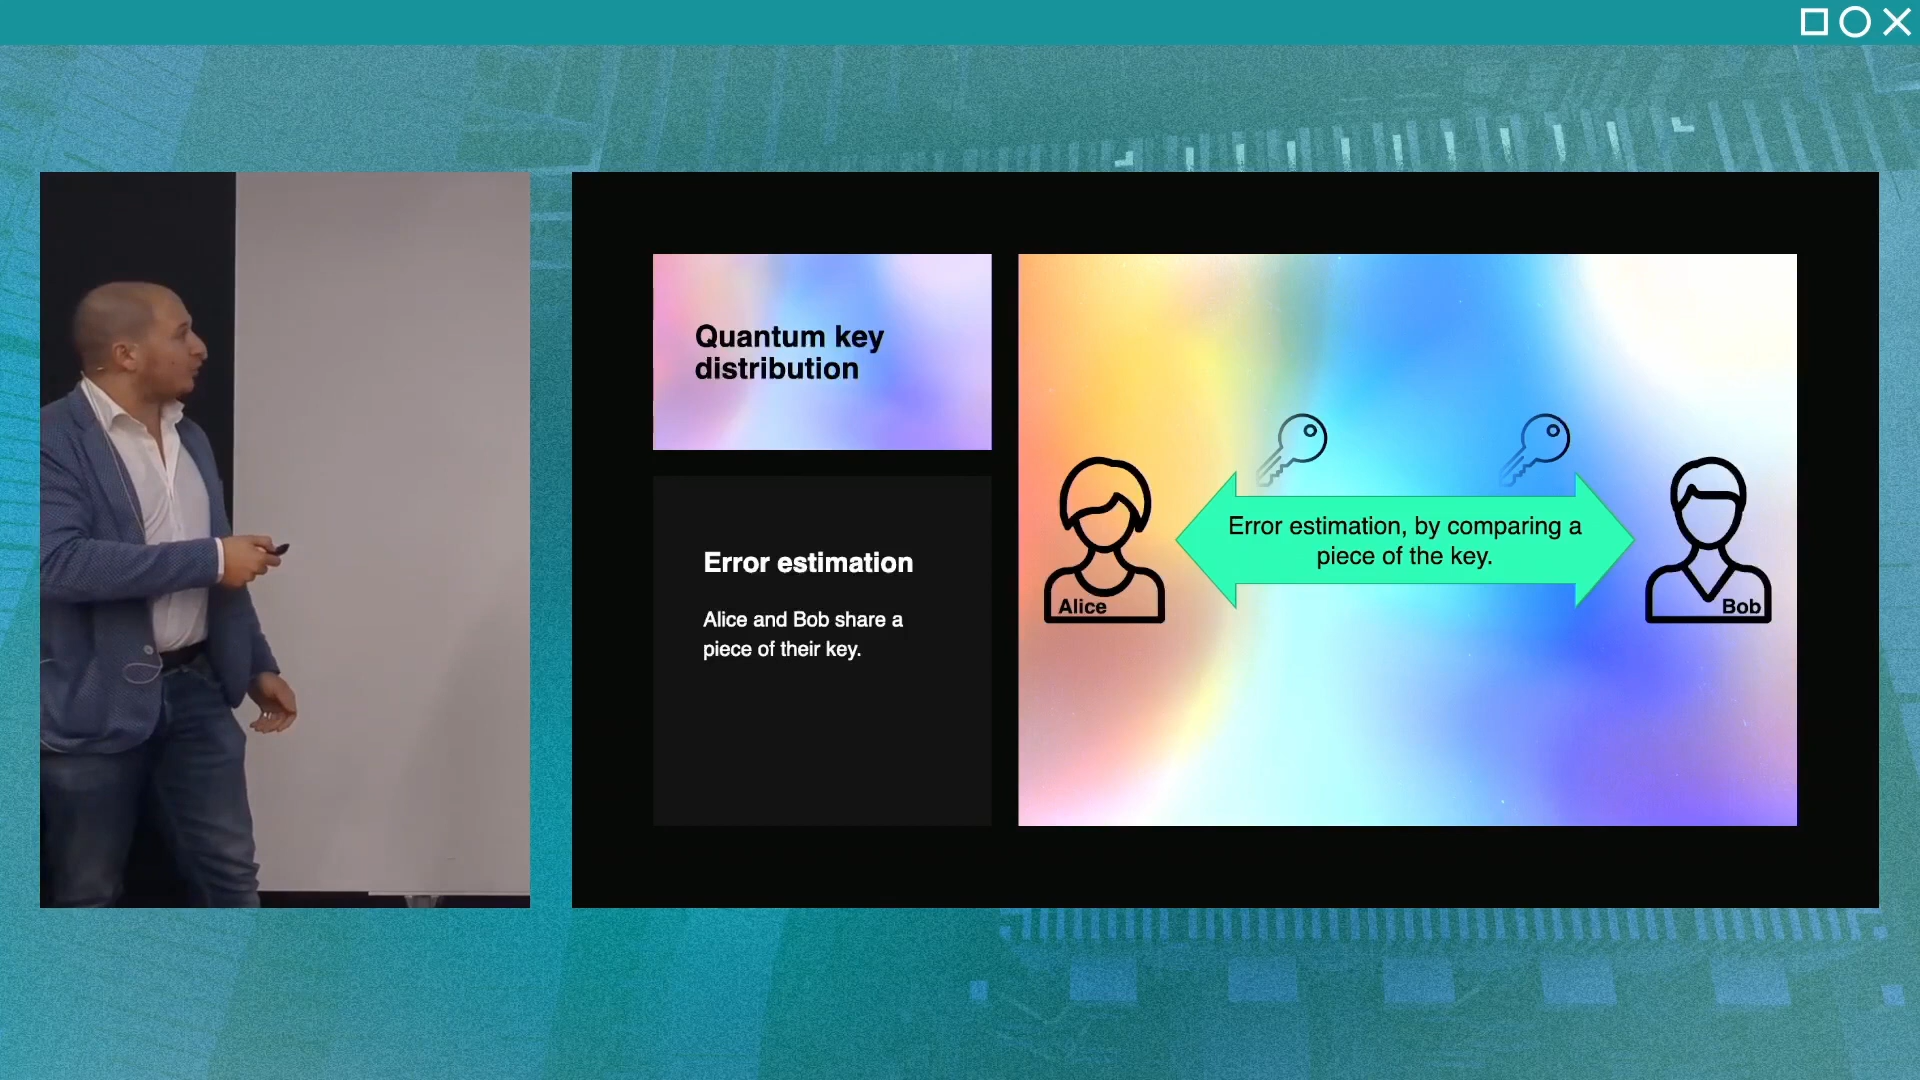 Quantum key
distribution
Error estimation
Alice and Bob share a
piece of their key.
Error estimation, by comparing a
piece of the key.
Alice
Bob